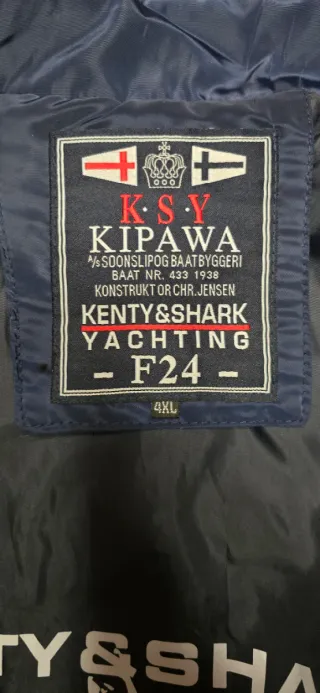 K·S·Y
KIPAWA
A/S SOONSLIPOG BAATBYGGERI
BAAT NR. 433 1938
KONSTRUKT OR CHR. JENSEN
KENTY&SHARK
YACHTING
- F24 -
4XL
TY&SHA